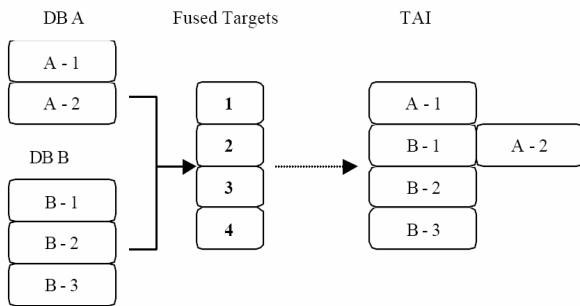 DB A
Fused Targets
TAI
A - 1
A - 2
DB B
B - 1
B - 2
B - 3
1
2
3
4
A - 1
B - 1
A - 2
B - 2
B - 3